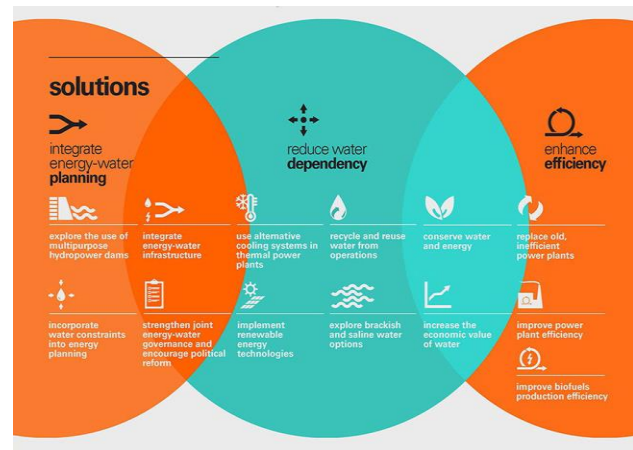 solutions
integrate
energy-water
planning
reduce water
dependency
enhance
efficiency
explore the use of
multipurpose
hydropower dams
integrate
energy-water
infrastructure
use alternative
cooling systems in
thermal power
plants
recycle and reuse
water from
operations
conserve water
and energy
replace old,
inefficient
power plants
incorporate
water constraints
into energy
planning
strengthen joint
energy-water
governance and
encourage political
reform
implement
renewable
energy
technologies
explore brackish
and saline water
options
increase the
economic value
of water
improve power
plant efficiency
improve biofuels
production efficiency